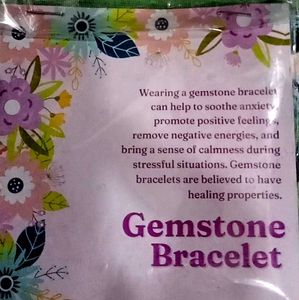 Wearing a gemstone bracelet
can help to soothe anxiety,
promote positive feelings,
remove negative energies, and
bring a sense of calmness during
stressful situations. Gemstone
bracelets are believed to have
healing properties.
Gemstone
Bracelet